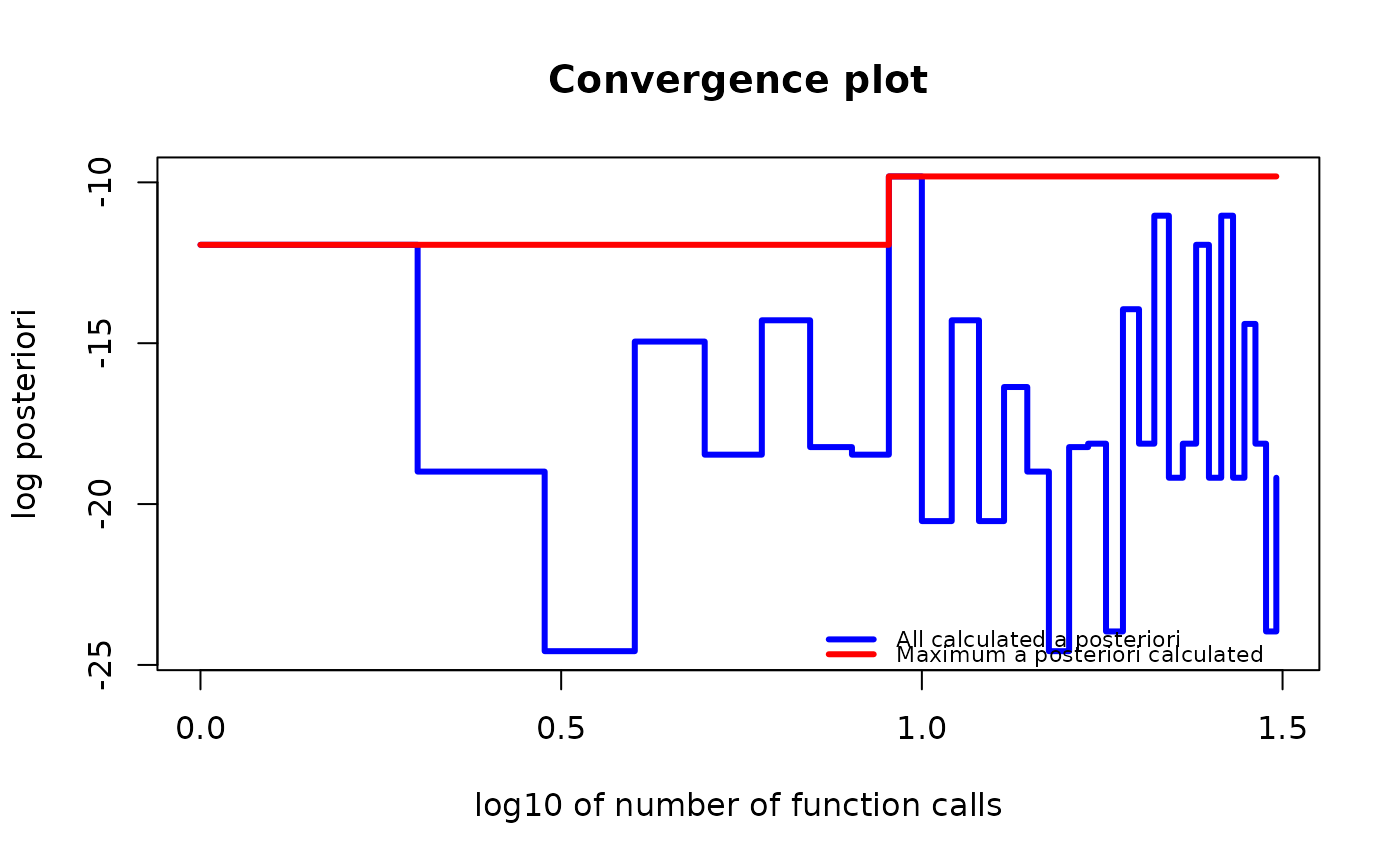 Convergence plot
log posteriori
-10
-15
-20
-25
All calculated a posteriori
Maximum a posteriori calculated
0.0 0.5 1.0 1.5
log10 of number of function calls